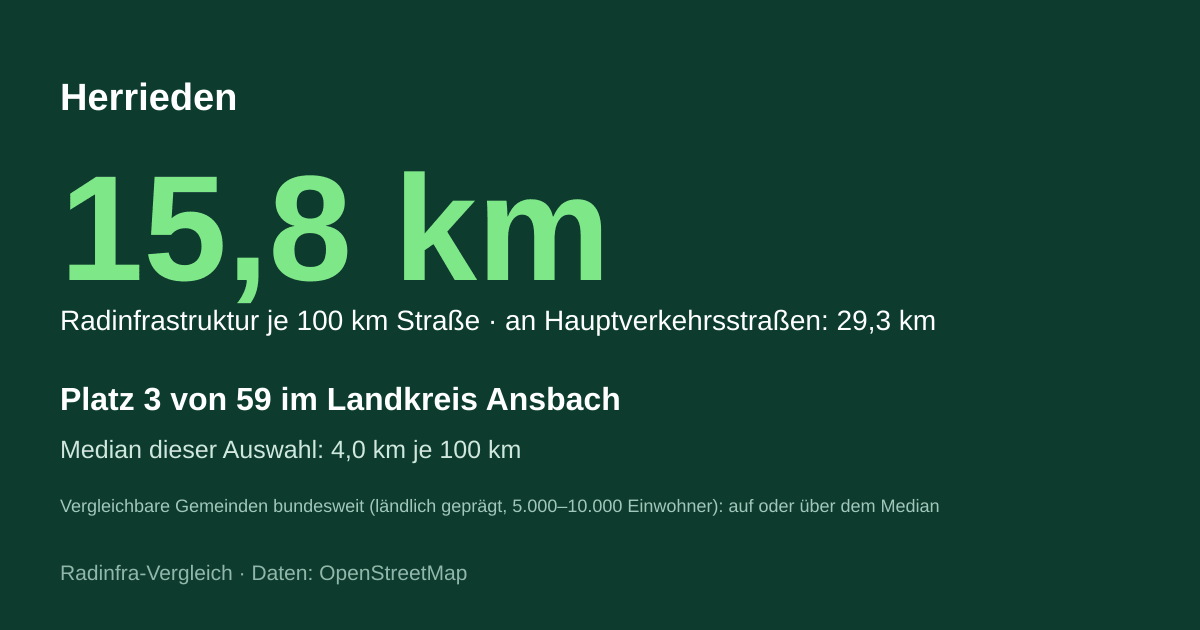 Herrieden
15,8 km
Radinfrastruktur je 100 km Straße · an Hauptverkehrsstraßen: 29,3 km
Platz 3 von 59 im Landkreis Ansbach
Median dieser Auswahl: 4,0 km je 100 km
Vergleichbare Gemeinden bundesweit (ländlich geprägt, 5.000–10.000 Einwohner): auf oder über dem Median
Radinfra-Vergleich · Daten: OpenStreetMap